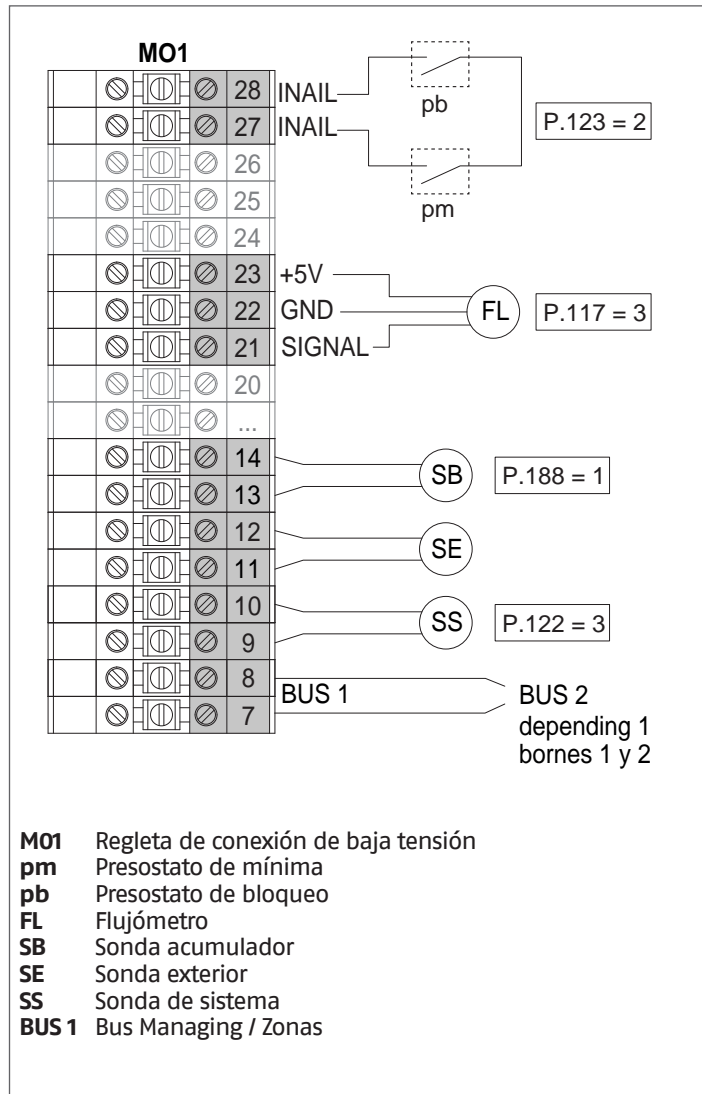 MO1
28 INAIL
pb
27 INAIL
P.123 = 2
26
25
pm
24
23 +5V
22 GND
FL
P.117 = 3
21 SIGNAL
20
...
14
SB
P.188 = 1
13
12
SE
11
10
SS
P.122 = 3
9
8
BUS 1
BUS 2
7
depending 1
bornes 1 y 2
M01 Regleta de conexión de baja tensión
pm Presostato de mínima
pb Presostato de bloqueo
FL Flujómetro
SB Sonda acumulador
SE Sonda exterior
SS Sonda de sistema
BUS 1 Bus Managing / Zonas